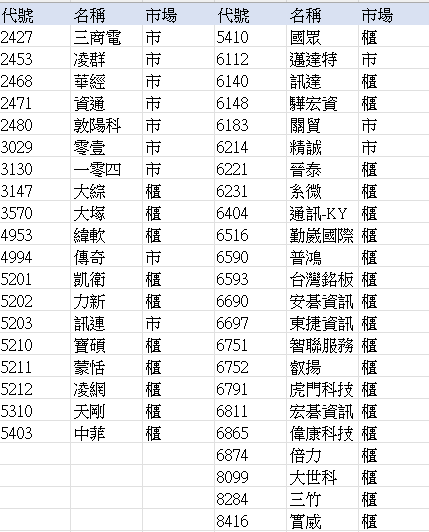 代號 名稱 市場 代號 名稱 市場
2427 三商電 市 5410 國眾 櫃
2453 凌群 市 6112 邁達特 市
2468 華經 市 6140 訊達 櫃
2471 資通 市 6148 驊宏資 櫃
2480 敦陽科 市 6183 關貿 市
3029 零壹 市 6214 精誠 市
3130 一零四 市 6221 晉泰 櫃
3147 大綜 櫃 6231 系微 櫃
3570 大塚 櫃 6404 通訊-KY 櫃
4953 緯軟 櫃 6516 勤崴國際 櫃
4994 傳奇 市 6590 普鴻 櫃
5201 凱衛 櫃 6593 台灣銘板 櫃
5202 力新 櫃 6690 安碁資訊 櫃
5203 訊連 市 6697 東捷資訊 櫃
5210 寶碩 櫃 6751 智聯服務 櫃
5211 蒙恬 櫃 6752 叡揚 櫃
5212 凌網 櫃 6791 虎門科技 櫃
5310 天剛 櫃 6811 宏碁資訊 櫃
5403 中菲 櫃 6865 偉康科技 櫃
6874 倍力 櫃
8099 大世科 櫃
8284 三竹 櫃
8416 實威 櫃